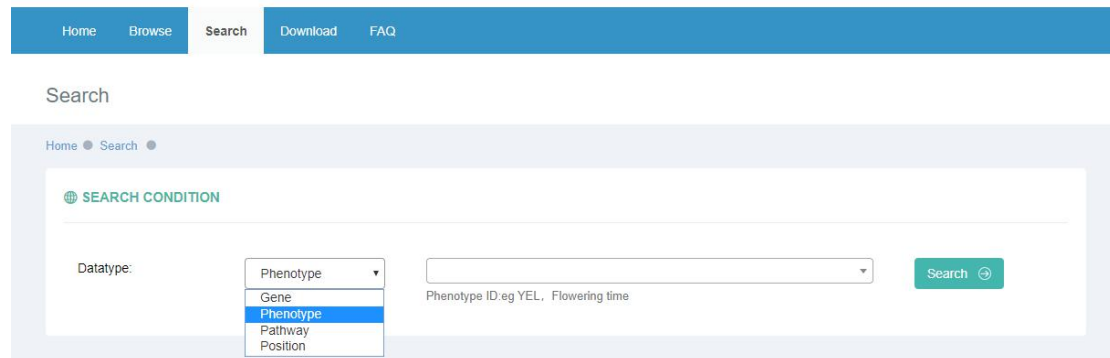 Home Browse Search Download FAQ
Search
Home Search
SEARCH CONDITION
Datatype: Phenotype Search
Phenotype ID:eg YEL, Flowering time
Gene
Phenotype
Pathway
Position